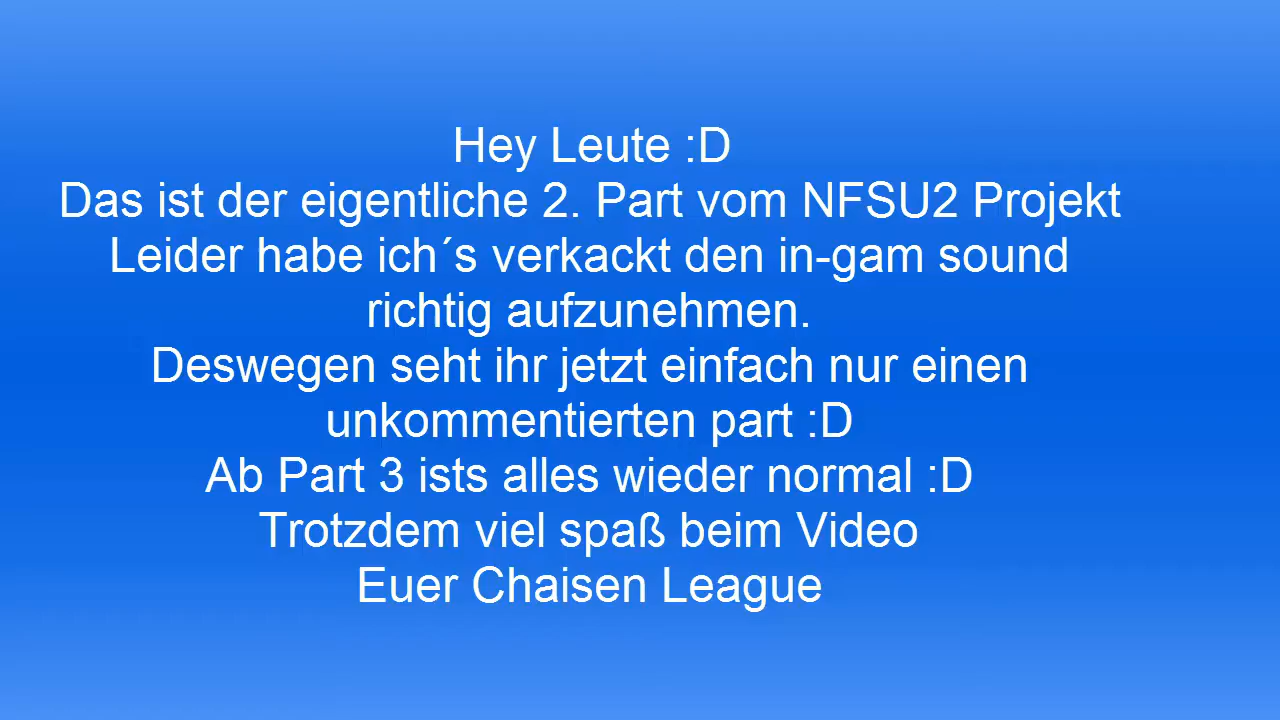 Hey Leute :D
Das ist der eigentliche 2. Part vom NFSU2 Projekt
Leider habe ich´s verkackt den in-gam sound
richtig aufzunehmen.
Deswegen seht ihr jetzt einfach nur einen
unkommentierten part :D
Ab Part 3 ists alles wieder normal :D
Trotzdem viel spaß beim Video
Euer Chaisen League